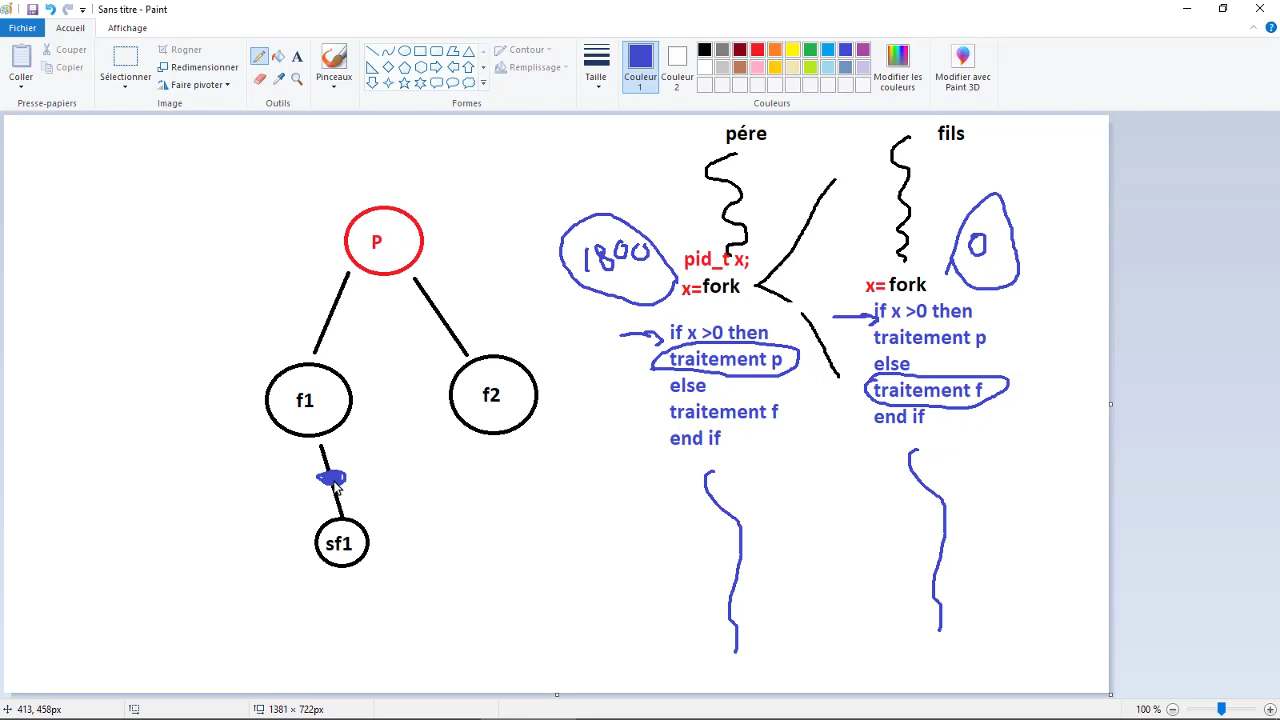 Sans titre - Paint
Fichier
Accueil
Affichage
Coller
Couper
Copier
Presse-papiers
Sélectionner
Rogner
Redimensionner
Faire pivoter
Image
A
Outils
Pinceaux
Formes
Contour
Remplissage
Taille
Couleur
1
Couleur
2
Couleurs
Modifier les
couleurs
Modifier avec
Paint 3D
P
f1
f2
sf1
pére
1800
pid_t x;
x=fork
if x >0 then
traitement p
else
traitement f
end if
fils
0
x= fork
if x >0 then
traitement p
else
traitement f
end if
413, 458px
1381 × 722px
100 %